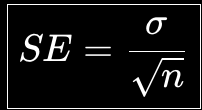 SE = σ / √n